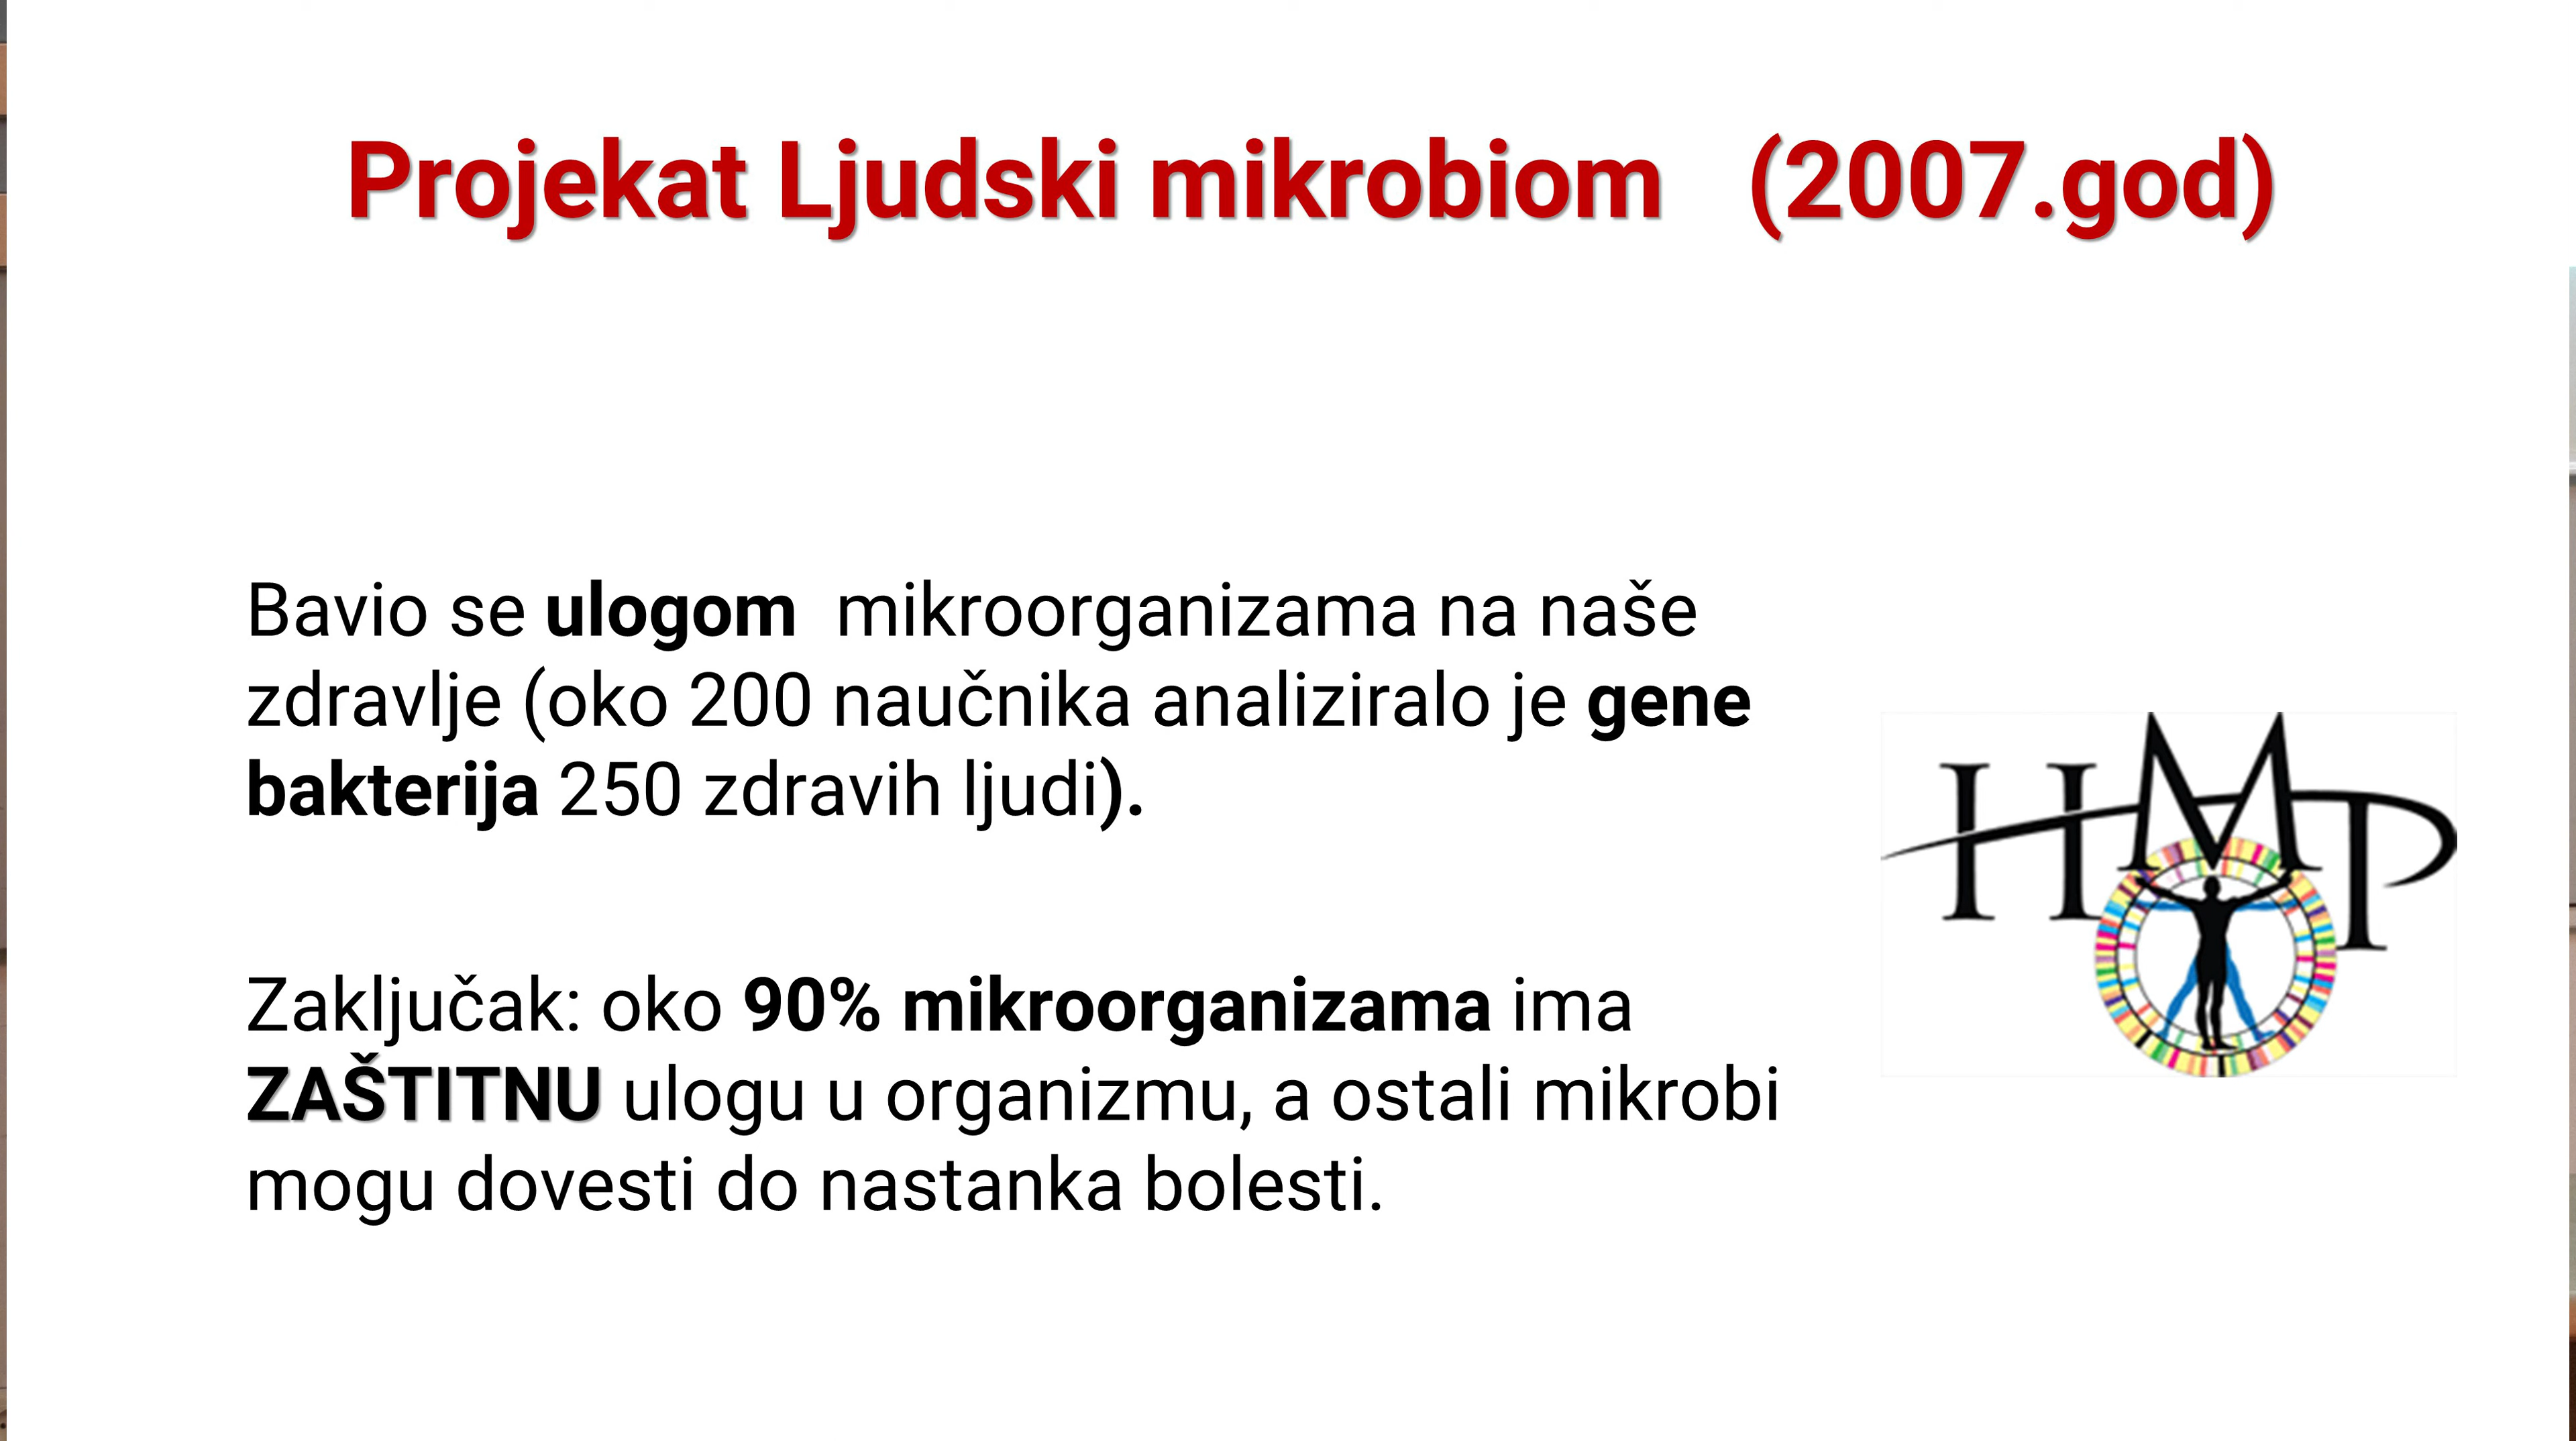 Projekat Ljudski mikrobiom (2007.god)
Bavio se ulogom mikroorganizama na naše
zdravlje (oko 200 naučnika analiziralo je gene
bakterija 250 zdravih ljudi).
Zaključak: oko 90% mikroorganizama ima
ZAŠTITNU ulogu u organizmu, a ostali mikrobi
mogu dovesti do nastanka bolesti.
HMP